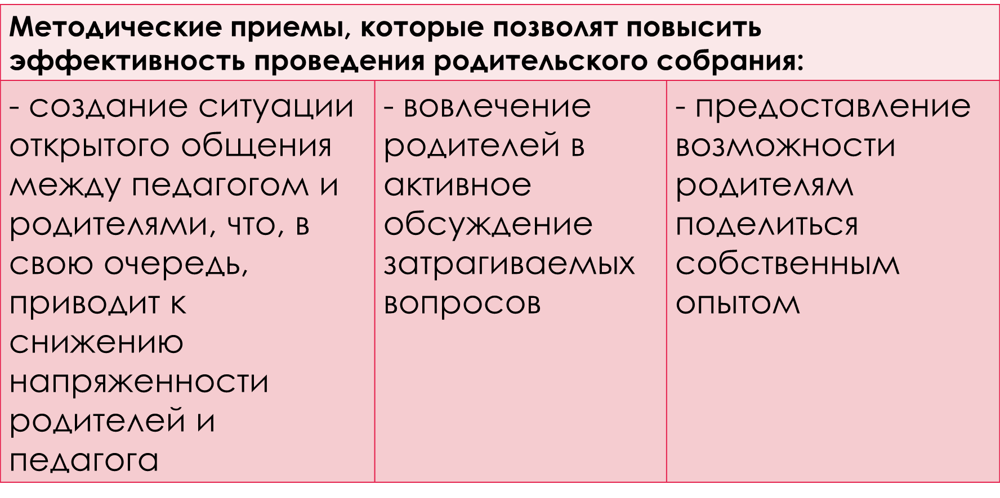 Методические приемы, которые позволят повысить
эффективность проведения родительского собрания:
- создание ситуации
открытого общения
между педагогом и
родителями, что, в
свою очередь,
приводит к
снижению
напряженности
родителей и
педагога
- вовлечение
родителей в
активное
обсуждение
затрагиваемых
вопросов
- предоставление
возможности
родителям
поделиться
собственным
опытом